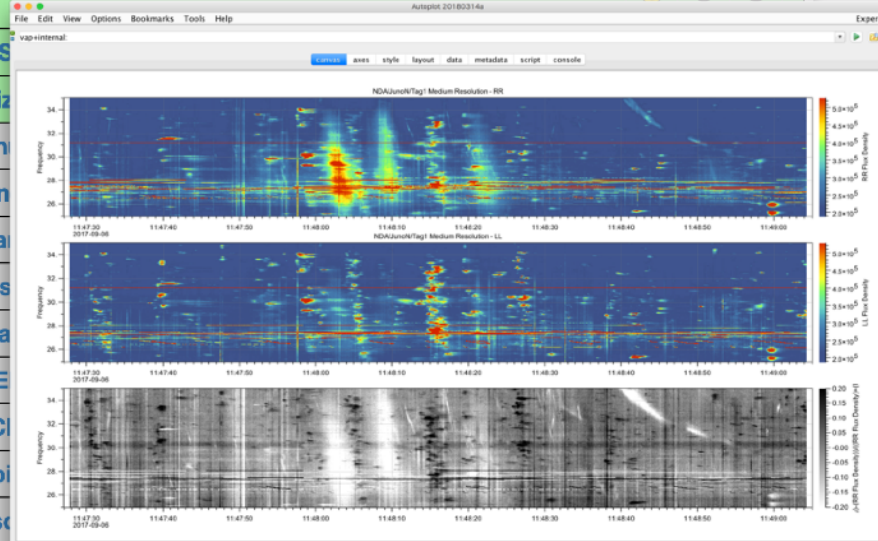 Autoplot 20180314a
File Edit View Options Bookmarks Tools Help
Exper
vap+internal:
canvas axes style layout data metadata script console
NDA/JunoN/Tag1 Medium Resolution - RR
Frequency
34
32
30
28
26
11:47:30 11:47:40 11:47:50 11:48:00 11:48:10 11:48:20 11:48:30 11:48:40 11:48:50 11:49:00
2017-09-06
5.0×10⁵
4.5×10⁵
4.0×10⁵
3.5×10⁵
3.0×10⁵
2.5×10⁵
2.0×10⁵
RR Flux Density
NDA/JunoN/Tag1 Medium Resolution - LL
Frequency
34
32
30
28
26
11:47:30 11:47:40 11:47:50 11:48:00 11:48:10 11:48:20 11:48:30 11:48:40 11:48:50 11:49:00
2017-09-06
5.0×10⁵
4.5×10⁵
4.0×10⁵
3.5×10⁵
3.0×10⁵
2.5×10⁵
2.0×10⁵
LL Flux Density
Frequency
34
32
30
28
26
11:47:30 11:47:40 11:47:50 11:48:00 11:48:10 11:48:20 11:48:30 11:48:40 11:48:50 11:49:00
2017-09-06
0.20
0.15
0.10
0.05
0.00
-0.05
-0.10
-0.15
-0.20